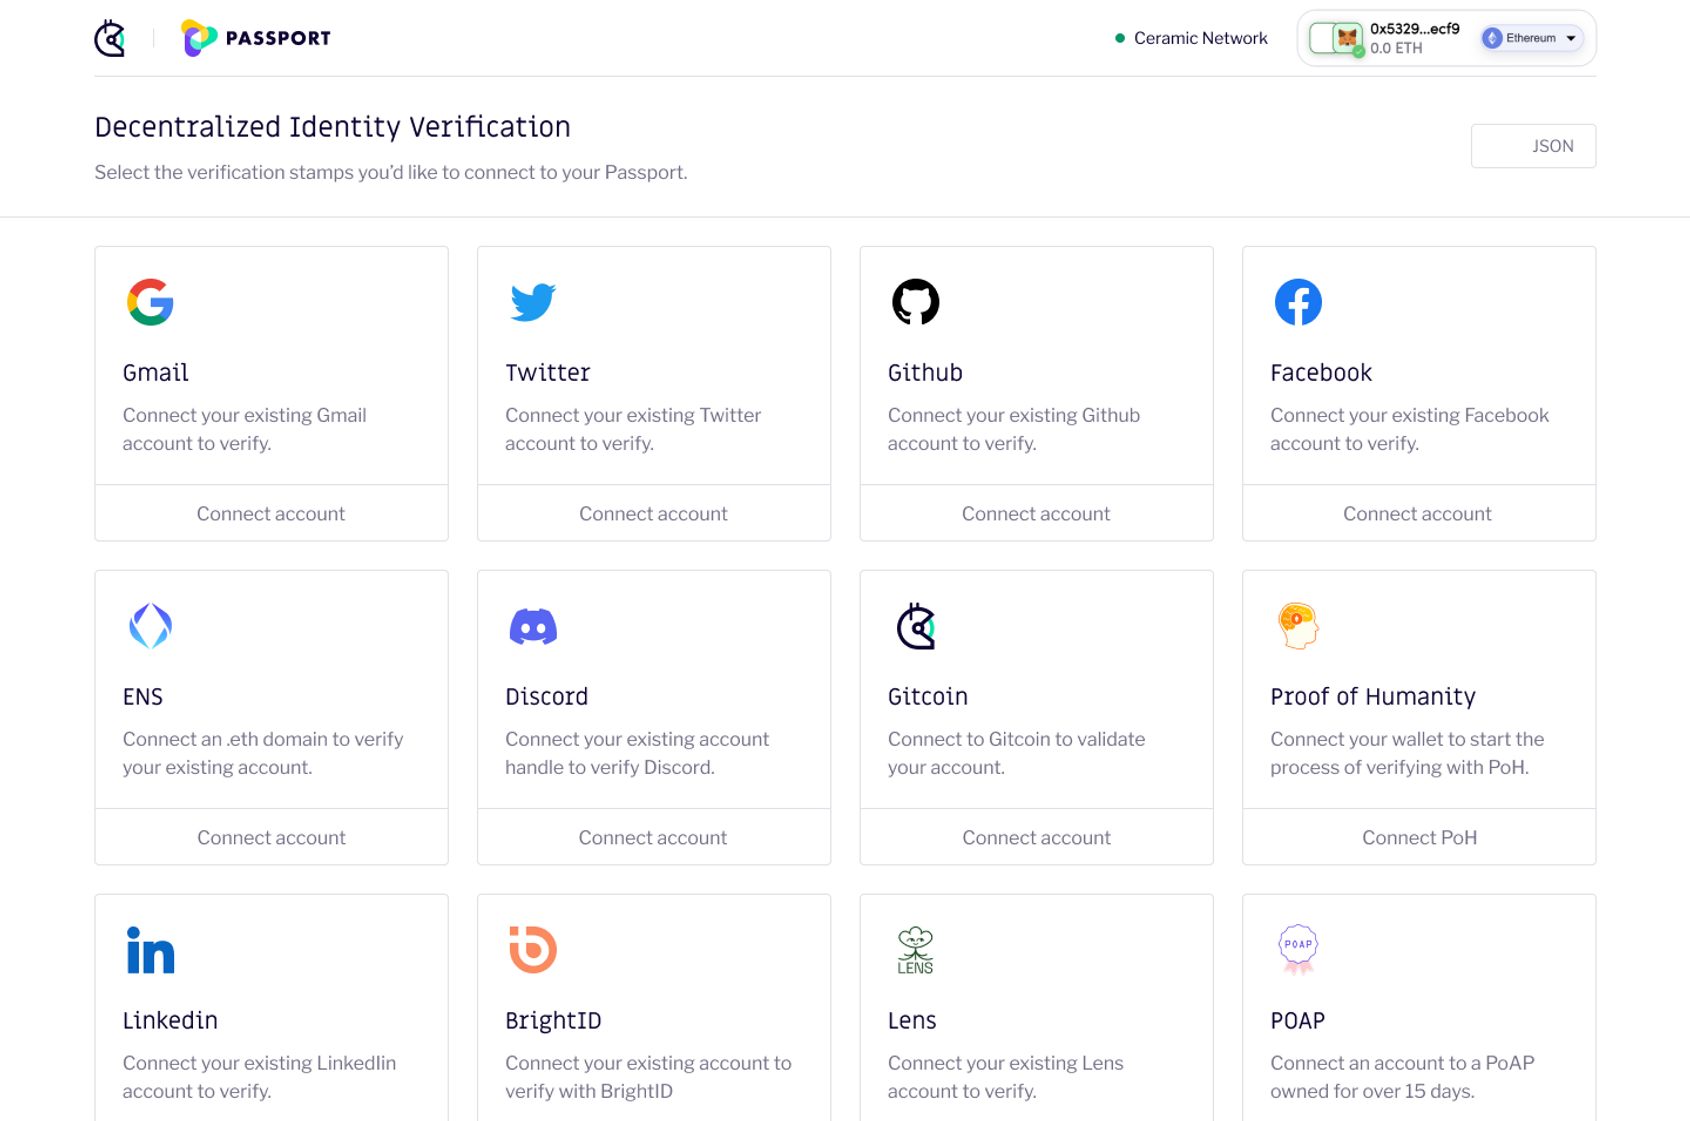 PASSPORT
Ceramic Network
0x5329...ecf9
0.0 ETH
Ethereum
Decentralized Identity Verification
Select the verification stamps you’d like to connect to your Passport.
JSON
Gmail
Connect your existing Gmail
account to verify.
Connect account
Twitter
Connect your existing Twitter
account to verify.
Connect account
Github
Connect your existing Github
account to verify.
Connect account
Facebook
Connect your existing Facebook
account to verify.
Connect account
ENS
Connect an .eth domain to verify
your existing account.
Connect account
Discord
Connect your existing account
handle to verify Discord.
Connect account
Gitcoin
Connect to Gitcoin to validate
your account.
Connect account
Proof of Humanity
Connect your wallet to start the
process of verifying with PoH.
Connect PoH
in
Linkedin
Connect your existing LinkedIin
account to verify.
BrightID
Connect your existing account to
verify with BrightID
LENS
Lens
Connect your existing Lens
account to verify.
POAP
POAP
Connect an account to a PoAP
owned for over 15 days.